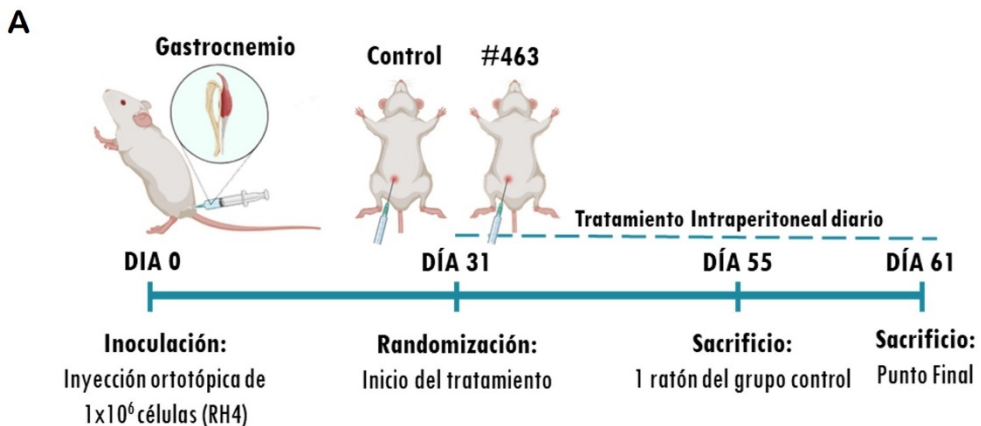 A
Gastrocnemio
Control
#463
Tratamiento Intraperitoneal diario
DIA 0
DÍA 31
DÍA 55
DÍA 61
Inoculación:
Inyección ortotópica de
1x10⁶ células (RH4)
Randomización:
Inicio del tratamiento
Sacrificio:
1 ratón del grupo control
Sacrificio:
Punto Final